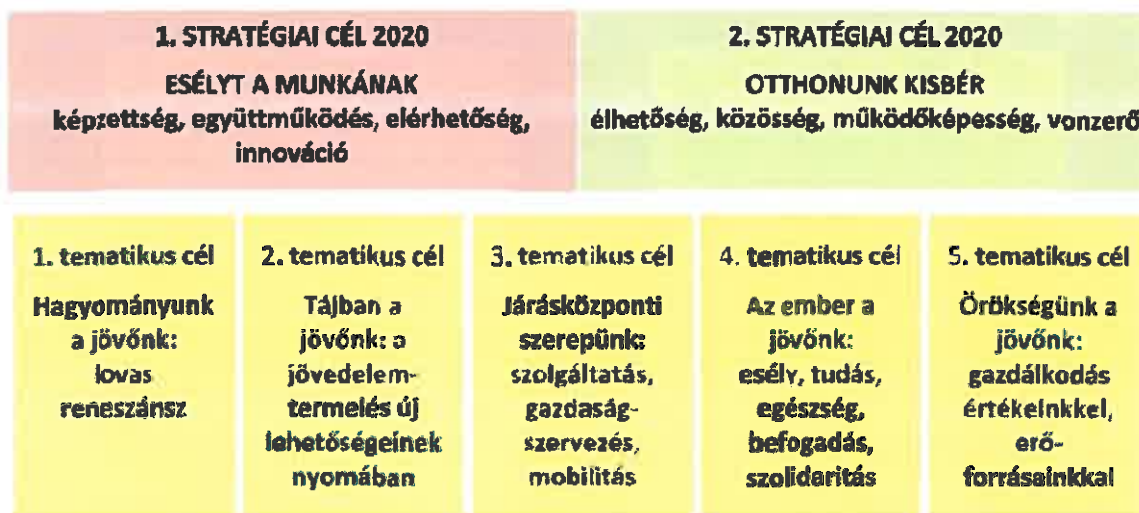 1. STRATÉGIAI CÉL 2020
ESÉLYT A MUNKÁNAK
képzettség, együttműködés, elérhetőség,
innováció
2. STRATÉGIAI CÉL 2020
OTTHONUNK KISBÉR
élhetőség, közösség, működőképesség, vonzerő
1. tematikus cél
Hagyományunk
a jövőnk:
lovas
reneszánsz
2. tematikus cél
Tájban a
jövőnk: a
jövedelem-
termelés új
lehetőségeinek
nyomában
3. tematikus cél
Járásközponti
szerepünk:
szolgáltatás,
gazdaság-
szervezés,
mobilitás
4. tematikus cél
Az ember a
jövőnk:
esély, tudás,
egészség,
befogadás,
szolidaritás
5. tematikus cél
Örökségünk a
jövőnk:
gazdálkodás
értékeinkkel,
erő-
forrásainkkal